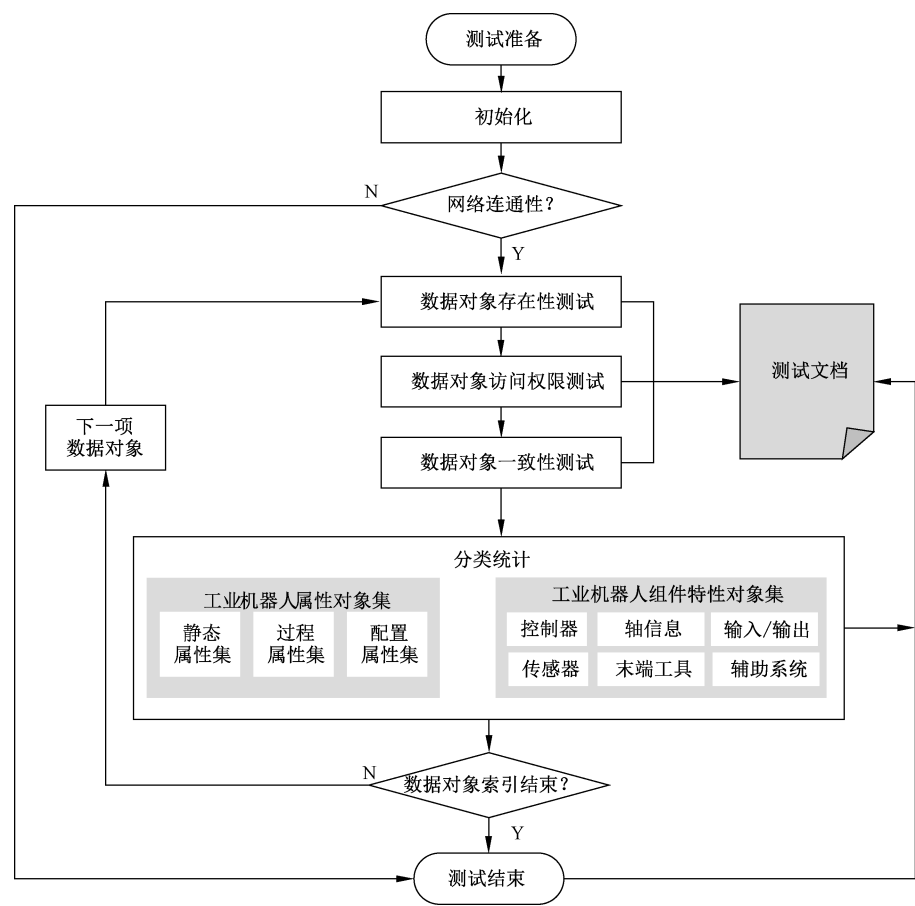 测试准备
初始化
N
网络连通性?
Y
数据对象存在性测试
数据对象访问权限测试
测试文档
下一项
数据对象
数据对象一致性测试
分类统计
工业机器人属性对象集
静态
属性集
过程
属性集
配置
属性集
工业机器人组件特性对象集
控制器
轴信息
输入/输出
传感器
末端工具
辅助系统
N
数据对象索引结束?
Y
测试结束